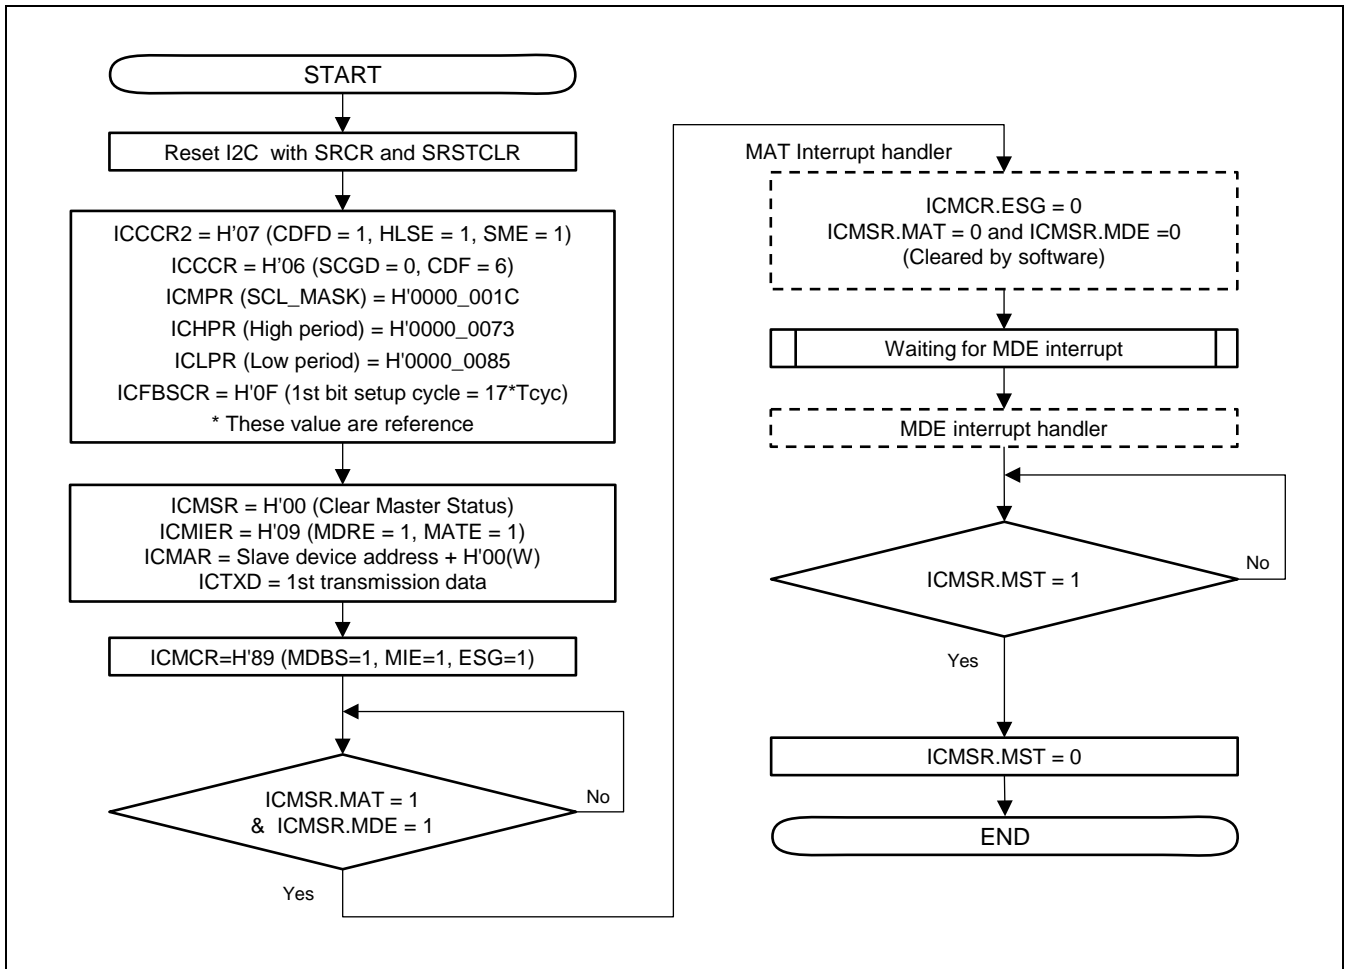 START
Reset I2C with SRCR and SRSTCLR
ICCCR2 = H'07 (CDFD = 1, HLSE = 1, SME = 1)
ICCCR = H'06 (SCGD = 0, CDF = 6)
ICMPR (SCL_MASK) = H'0000_001C
ICHPR (High period) = H'0000_0073
ICLPR (Low period) = H'0000_0085
ICFBSCR = H'0F (1st bit setup cycle = 17*Tcyc)
* These value are reference
ICMSR = H'00 (Clear Master Status)
ICMIER = H'09 (MDRE = 1, MATE = 1)
ICMAR = Slave device address + H'00(W)
ICTXD = 1st transmission data
ICMCR=H'89 (MDBS=1, MIE=1, ESG=1)
ICMSR.MAT = 1
& ICMSR.MDE = 1
No
Yes
MAT Interrupt handler
ICMCR.ESG = 0
ICMSR.MAT = 0 and ICMSR.MDE =0
(Cleared by software)
Waiting for MDE interrupt
MDE interrupt handler
ICMSR.MST = 1
No
Yes
ICMSR.MST = 0
END